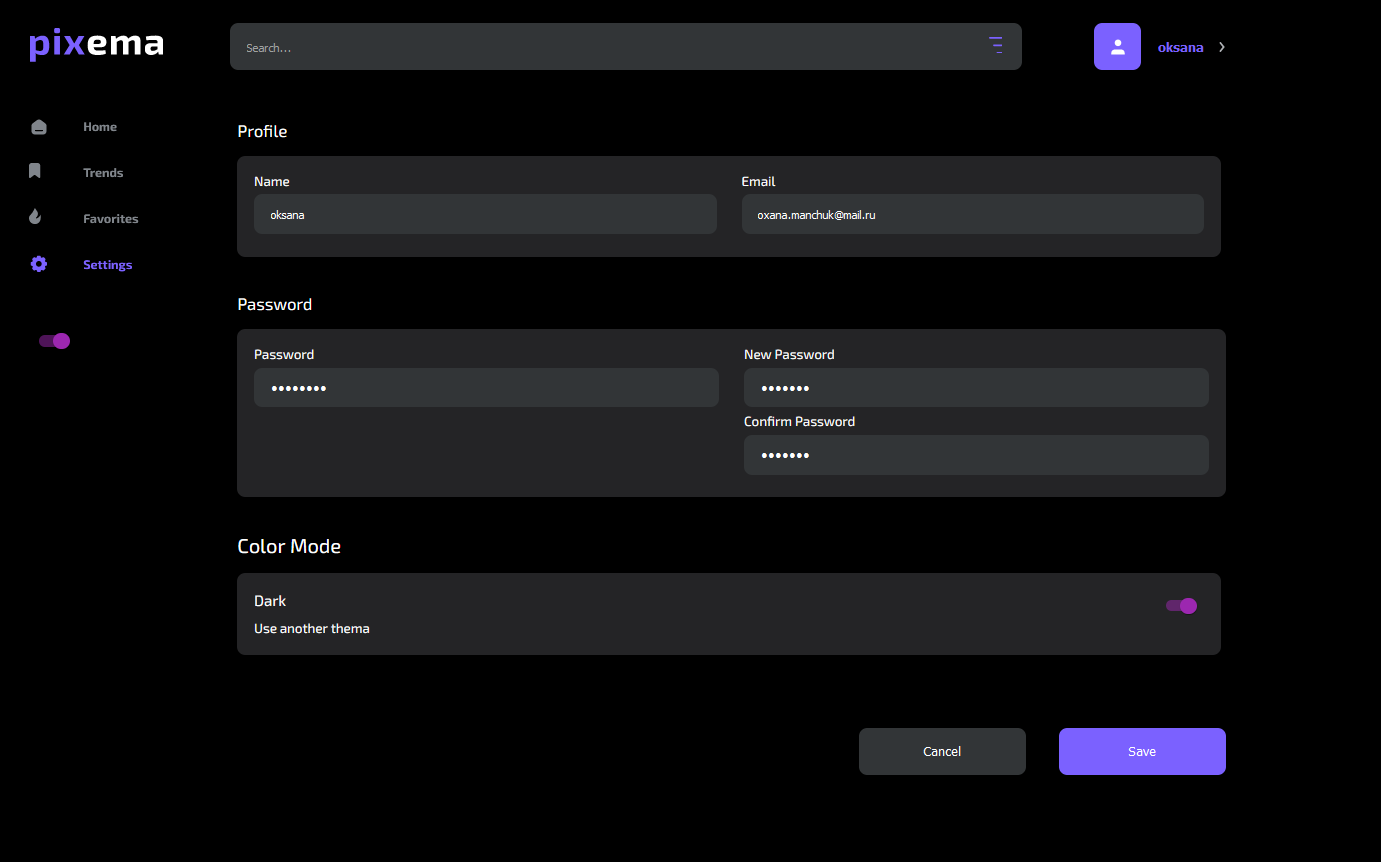 pixema
Search...
oksana
Home
Trends
Favorites
Settings
Profile
Name
Email
oksana
oxana.manchuk@mail.ru
Password
Password
New Password
••••••••
•••••••
Confirm Password
•••••••
Color Mode
Dark
Use another thema
Cancel
Save